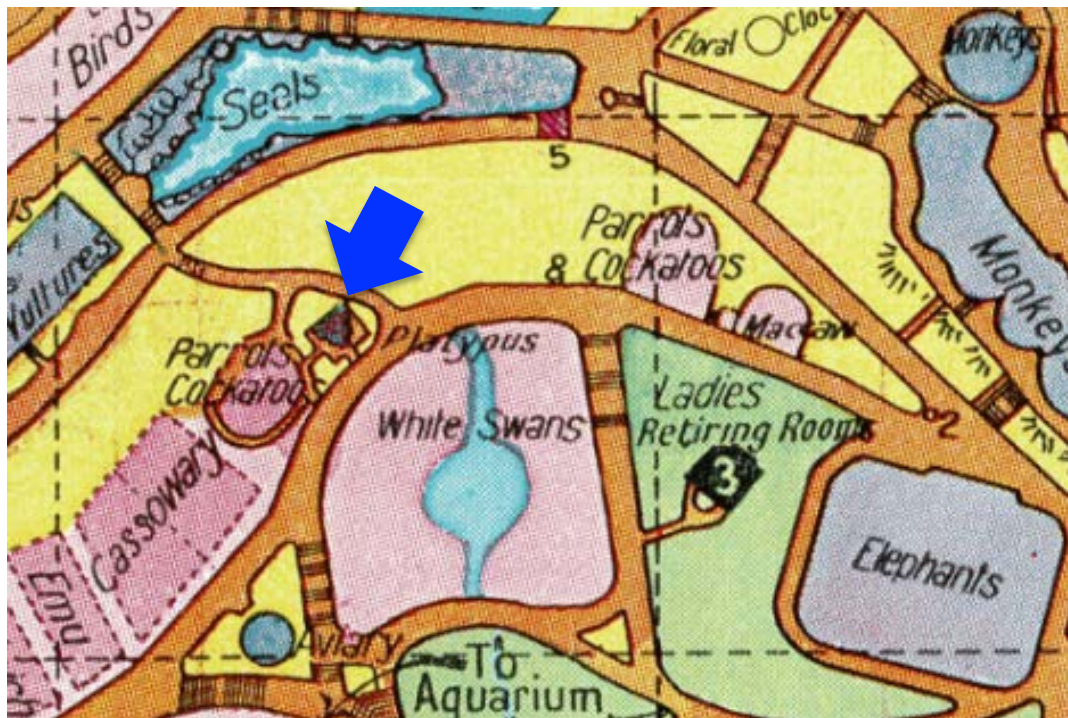 Birds
Seals
Floral Cloc
Monkeys
5
Vultures
Parrots
& Cockatoos
Monkeys
Macaw
Platypus
Parrots
Cockatoos
Ladies
Retiring Rooms
2
White Swans
3
Cassowary
Emu
Elephants
Aviary
To
Aquarium